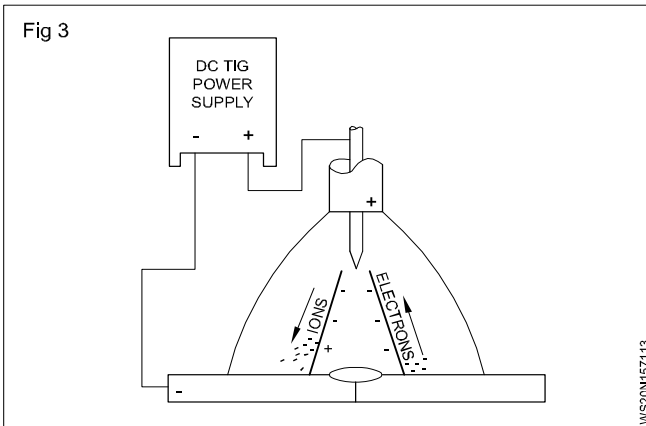 Fig 3
DC TIG
POWER
SUPPLY
- +
+
IONS
ELECTRONS
-
-
-
-
-
+
-
-
WS20N157113